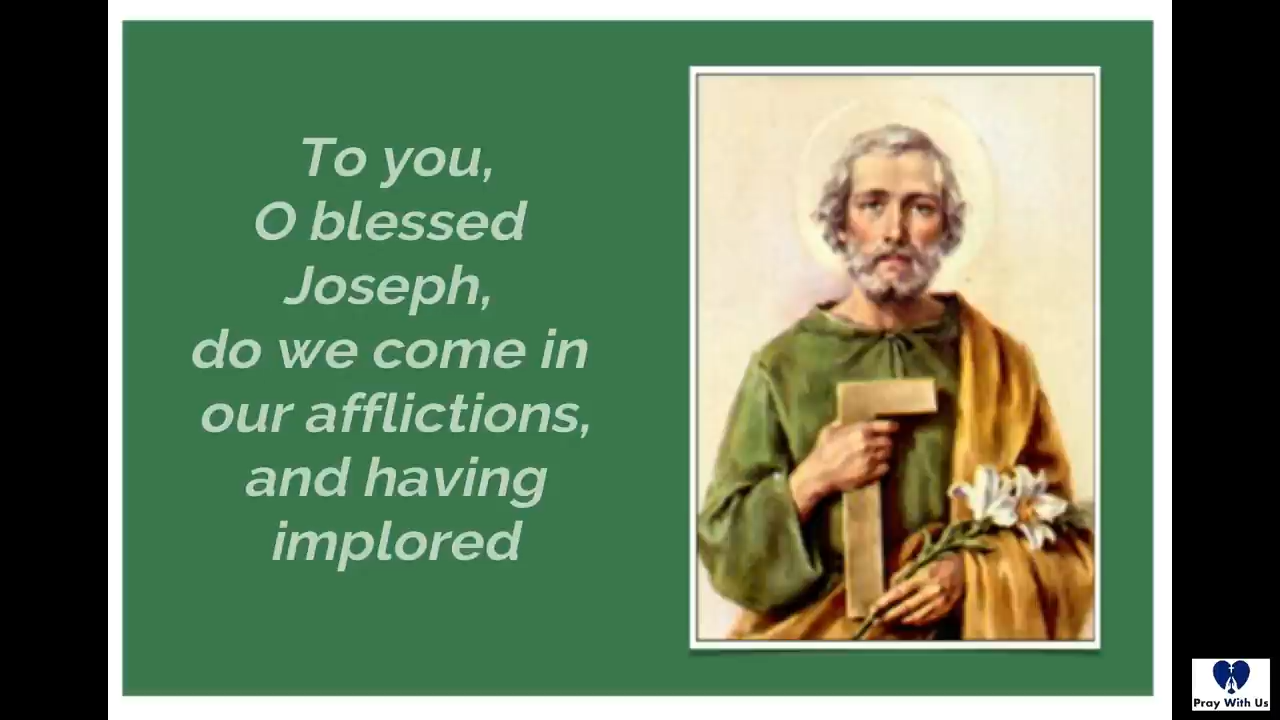 To you,
O blessed
Joseph,
do we come in
our afflictions,
and having
implored
Pray With Us